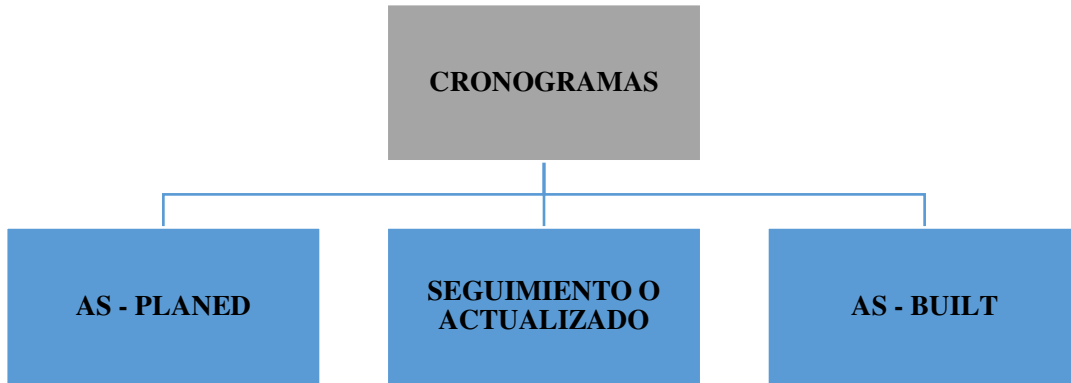 CRONOGRAMAS
AS - PLANED
SEGUIMIENTO O
ACTUALIZADO
AS - BUILT